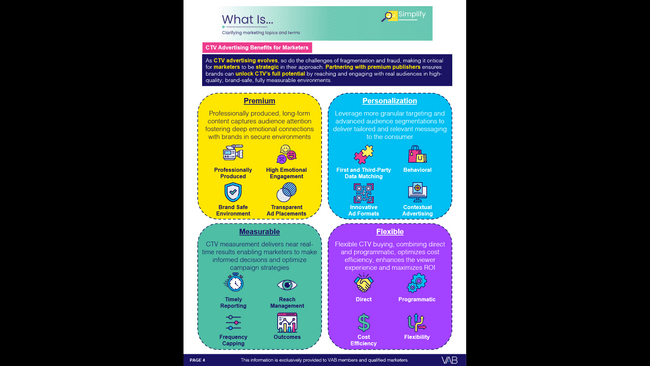 What Is...
Clarifying marketing topics and terms
Simplify
CTV Advertising Benefits for Marketers
As CTV advertising evolves, so do the challenges of fragmentation and fraud, making it critical
for marketers to be strategic in their approach. Partnering with premium publishers ensures
brands can unlock CTV's full potential by reaching and engaging with real audiences in high-
quality, brand-safe, fully measurable environments.
Premium
Professionally produced, long-form
content captures audience attention
fostering deep emotional connections
with brands in secure environments
Professionally
Produced
High Emotional
Engagement
Brand Safe
Environment
Transparent
Ad Placements
Personalization
Leverage more granular targeting and
advanced audience segmentations to
deliver tailored and relevant messaging
to the consumer
First and Third-Party
Data Matching
Behavioral
Innovative
Ad Formats
Contextual
Advertising
Measurable
CTV measurement delivers near real-
time results enabling marketers to make
informed decisions and optimize
campaign strategies
Timely
Reporting
Reach
Management
Frequency
Capping
Outcomes
Flexible
Flexible CTV buying, combining direct
and programmatic, optimizes cost
efficiency, enhances the viewer
experience and maximizes ROI
Direct
Programmatic
Cost
Efficiency
Flexibility
PAGE 4
This information is exclusively provided to VAB members and qualified marketers
VAB